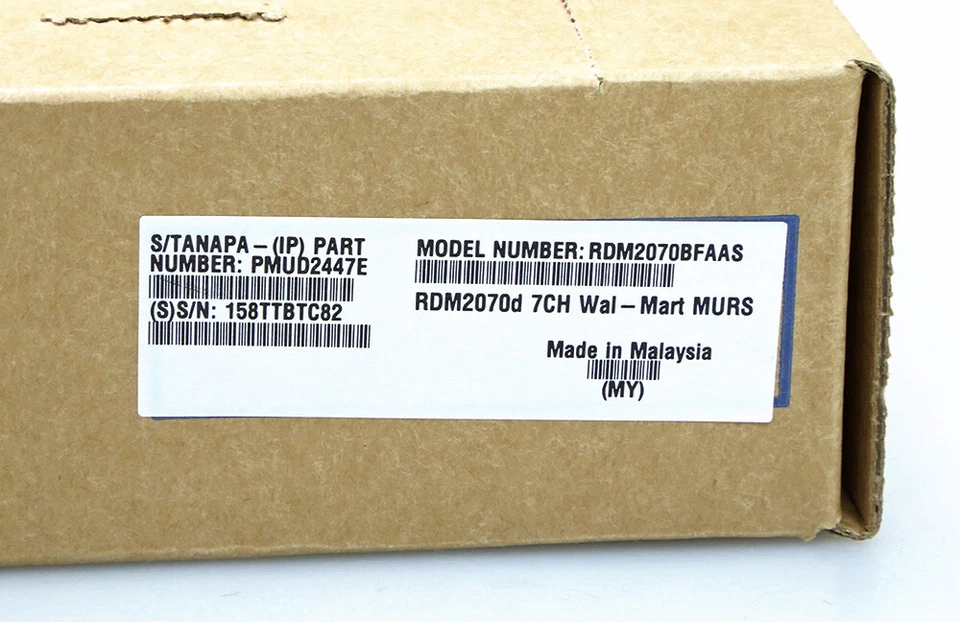 S/TANAPA – (IP) PART
NUMBER: PMUD2447E
(S)S/N: 158TTBTC82
MODEL NUMBER: RDM2070BFAAS
RDM2070d 7CH Wal – Mart MURS
Made in Malaysia
(MY)